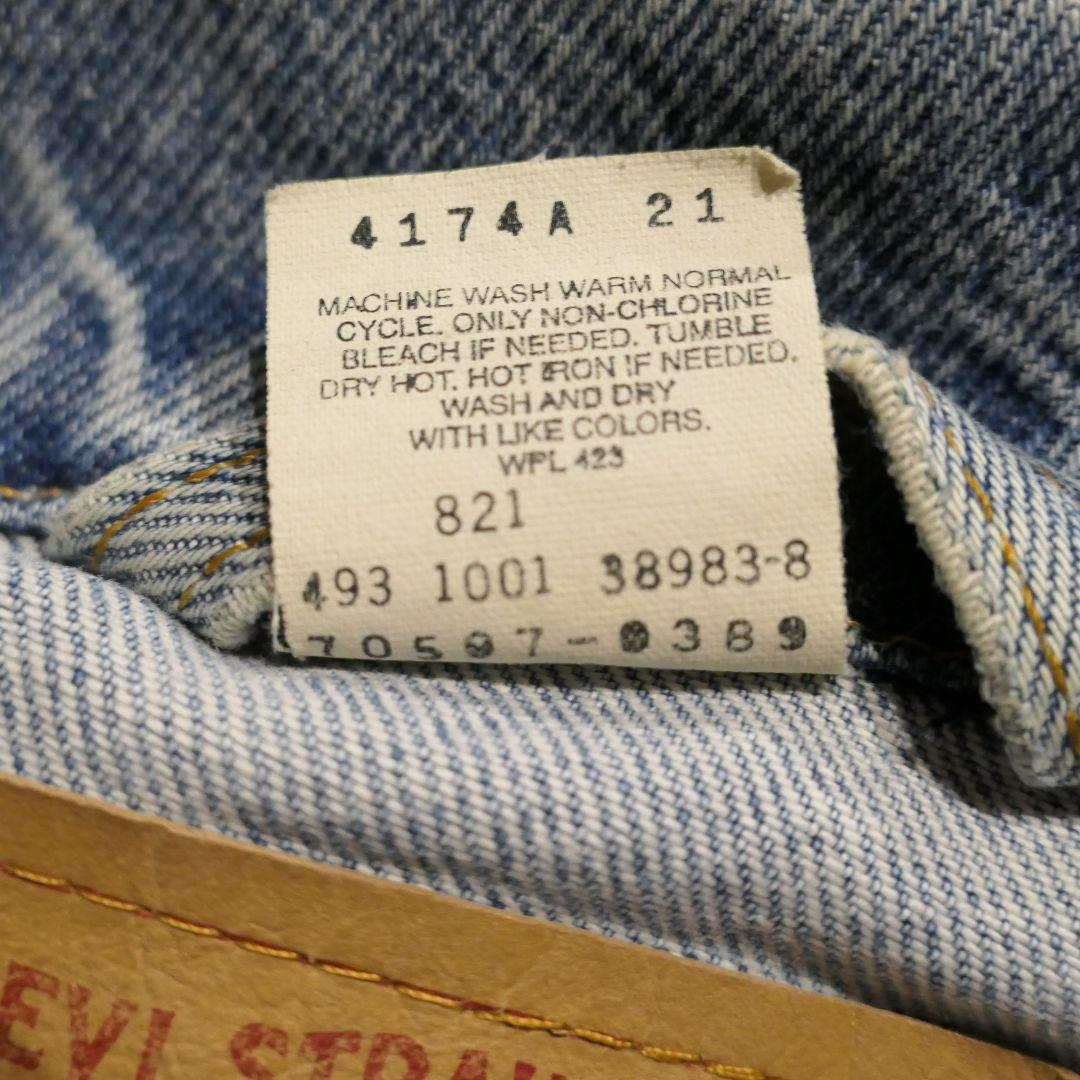 4174A 21
MACHINE WASH WARM NORMAL
CYCLE. ONLY NON-CHLORINE
BLEACH IF NEEDED. TUMBLE
DRY HOT. HOT IRON IF NEEDED.
WASH AND DRY
WITH LIKE COLORS.
WPL 423
821
493 1001 38983-8
70507-0389